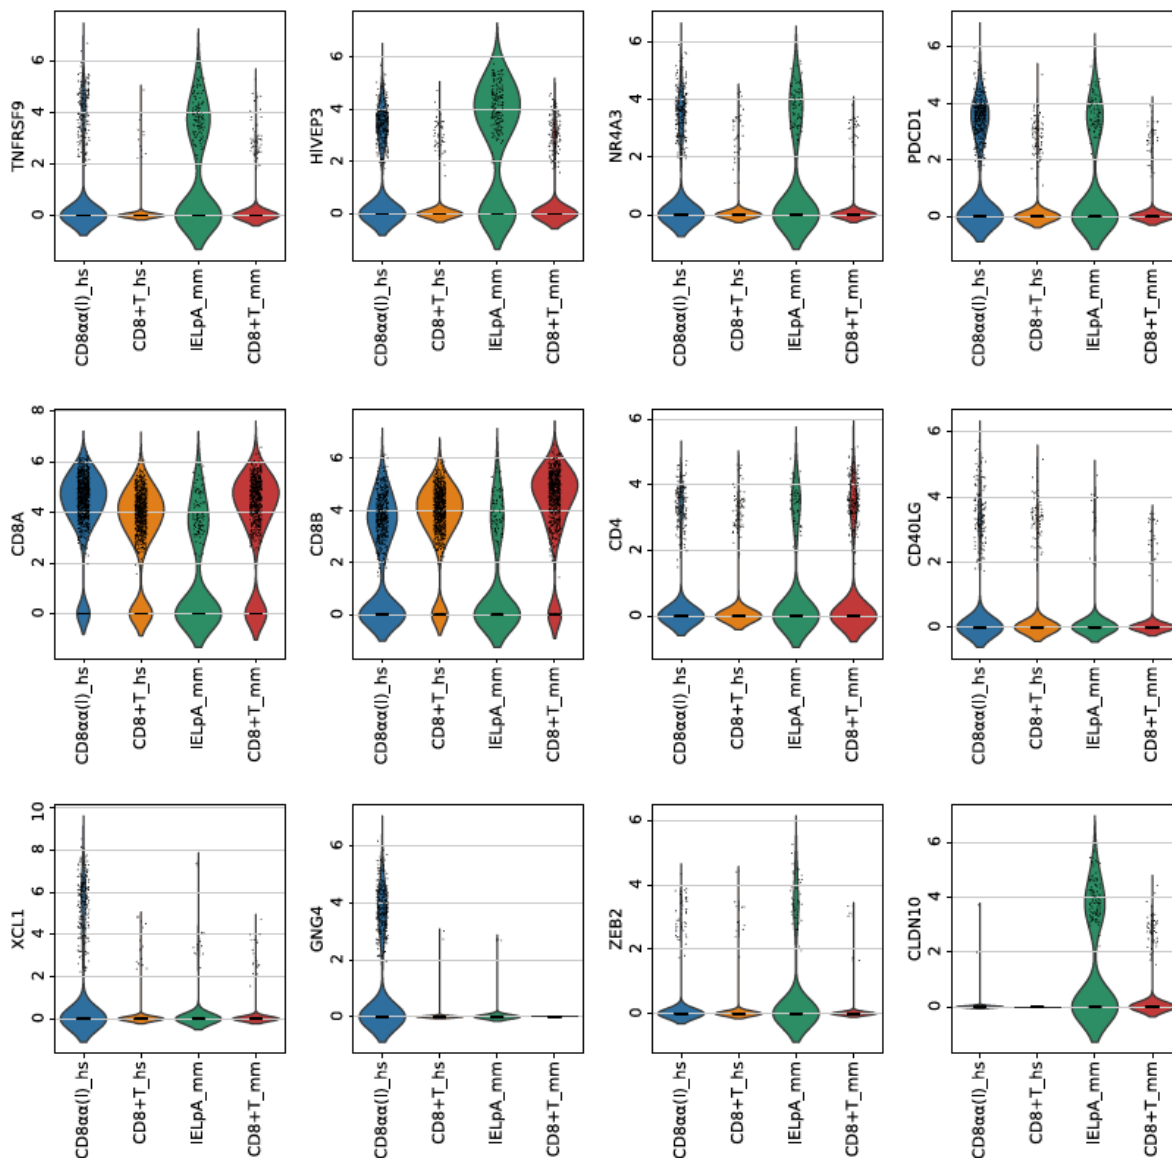 TNFRSF9
6
4
2
0
CD8αα(I)_hs
CD8+T_hs
IELpA_mm
CD8+T_mm
HIVEP3
6
4
2
0
CD8αα(I)_hs
CD8+T_hs
IELpA_mm
CD8+T_mm
NR4A3
6
4
2
0
CD8αα(I)_hs
CD8+T_hs
IELpA_mm
CD8+T_mm
PDCD1
6
4
2
0
CD8αα(I)_hs
CD8+T_hs
IELpA_mm
CD8+T_mm
CD8A
8
6
4
2
0
CD8αα(I)_hs
CD8+T_hs
IELpA_mm
CD8+T_mm
CD8B
8
6
4
2
0
CD8αα(I)_hs
CD8+T_hs
IELpA_mm
CD8+T_mm
CD4
6
4
2
0
CD8αα(I)_hs
CD8+T_hs
IELpA_mm
CD8+T_mm
CD40LG
6
4
2
0
CD8αα(I)_hs
CD8+T_hs
IELpA_mm
CD8+T_mm
XCL1
10
8
6
4
2
0
CD8αα(I)_hs
CD8+T_hs
IELpA_mm
CD8+T_mm
GNG4
6
4
2
0
CD8αα(I)_hs
CD8+T_hs
IELpA_mm
CD8+T_mm
ZEB2
6
4
2
0
CD8αα(I)_hs
CD8+T_hs
IELpA_mm
CD8+T_mm
CLDN10
6
4
2
0
CD8αα(I)_hs
CD8+T_hs
IELpA_mm
CD8+T_mm